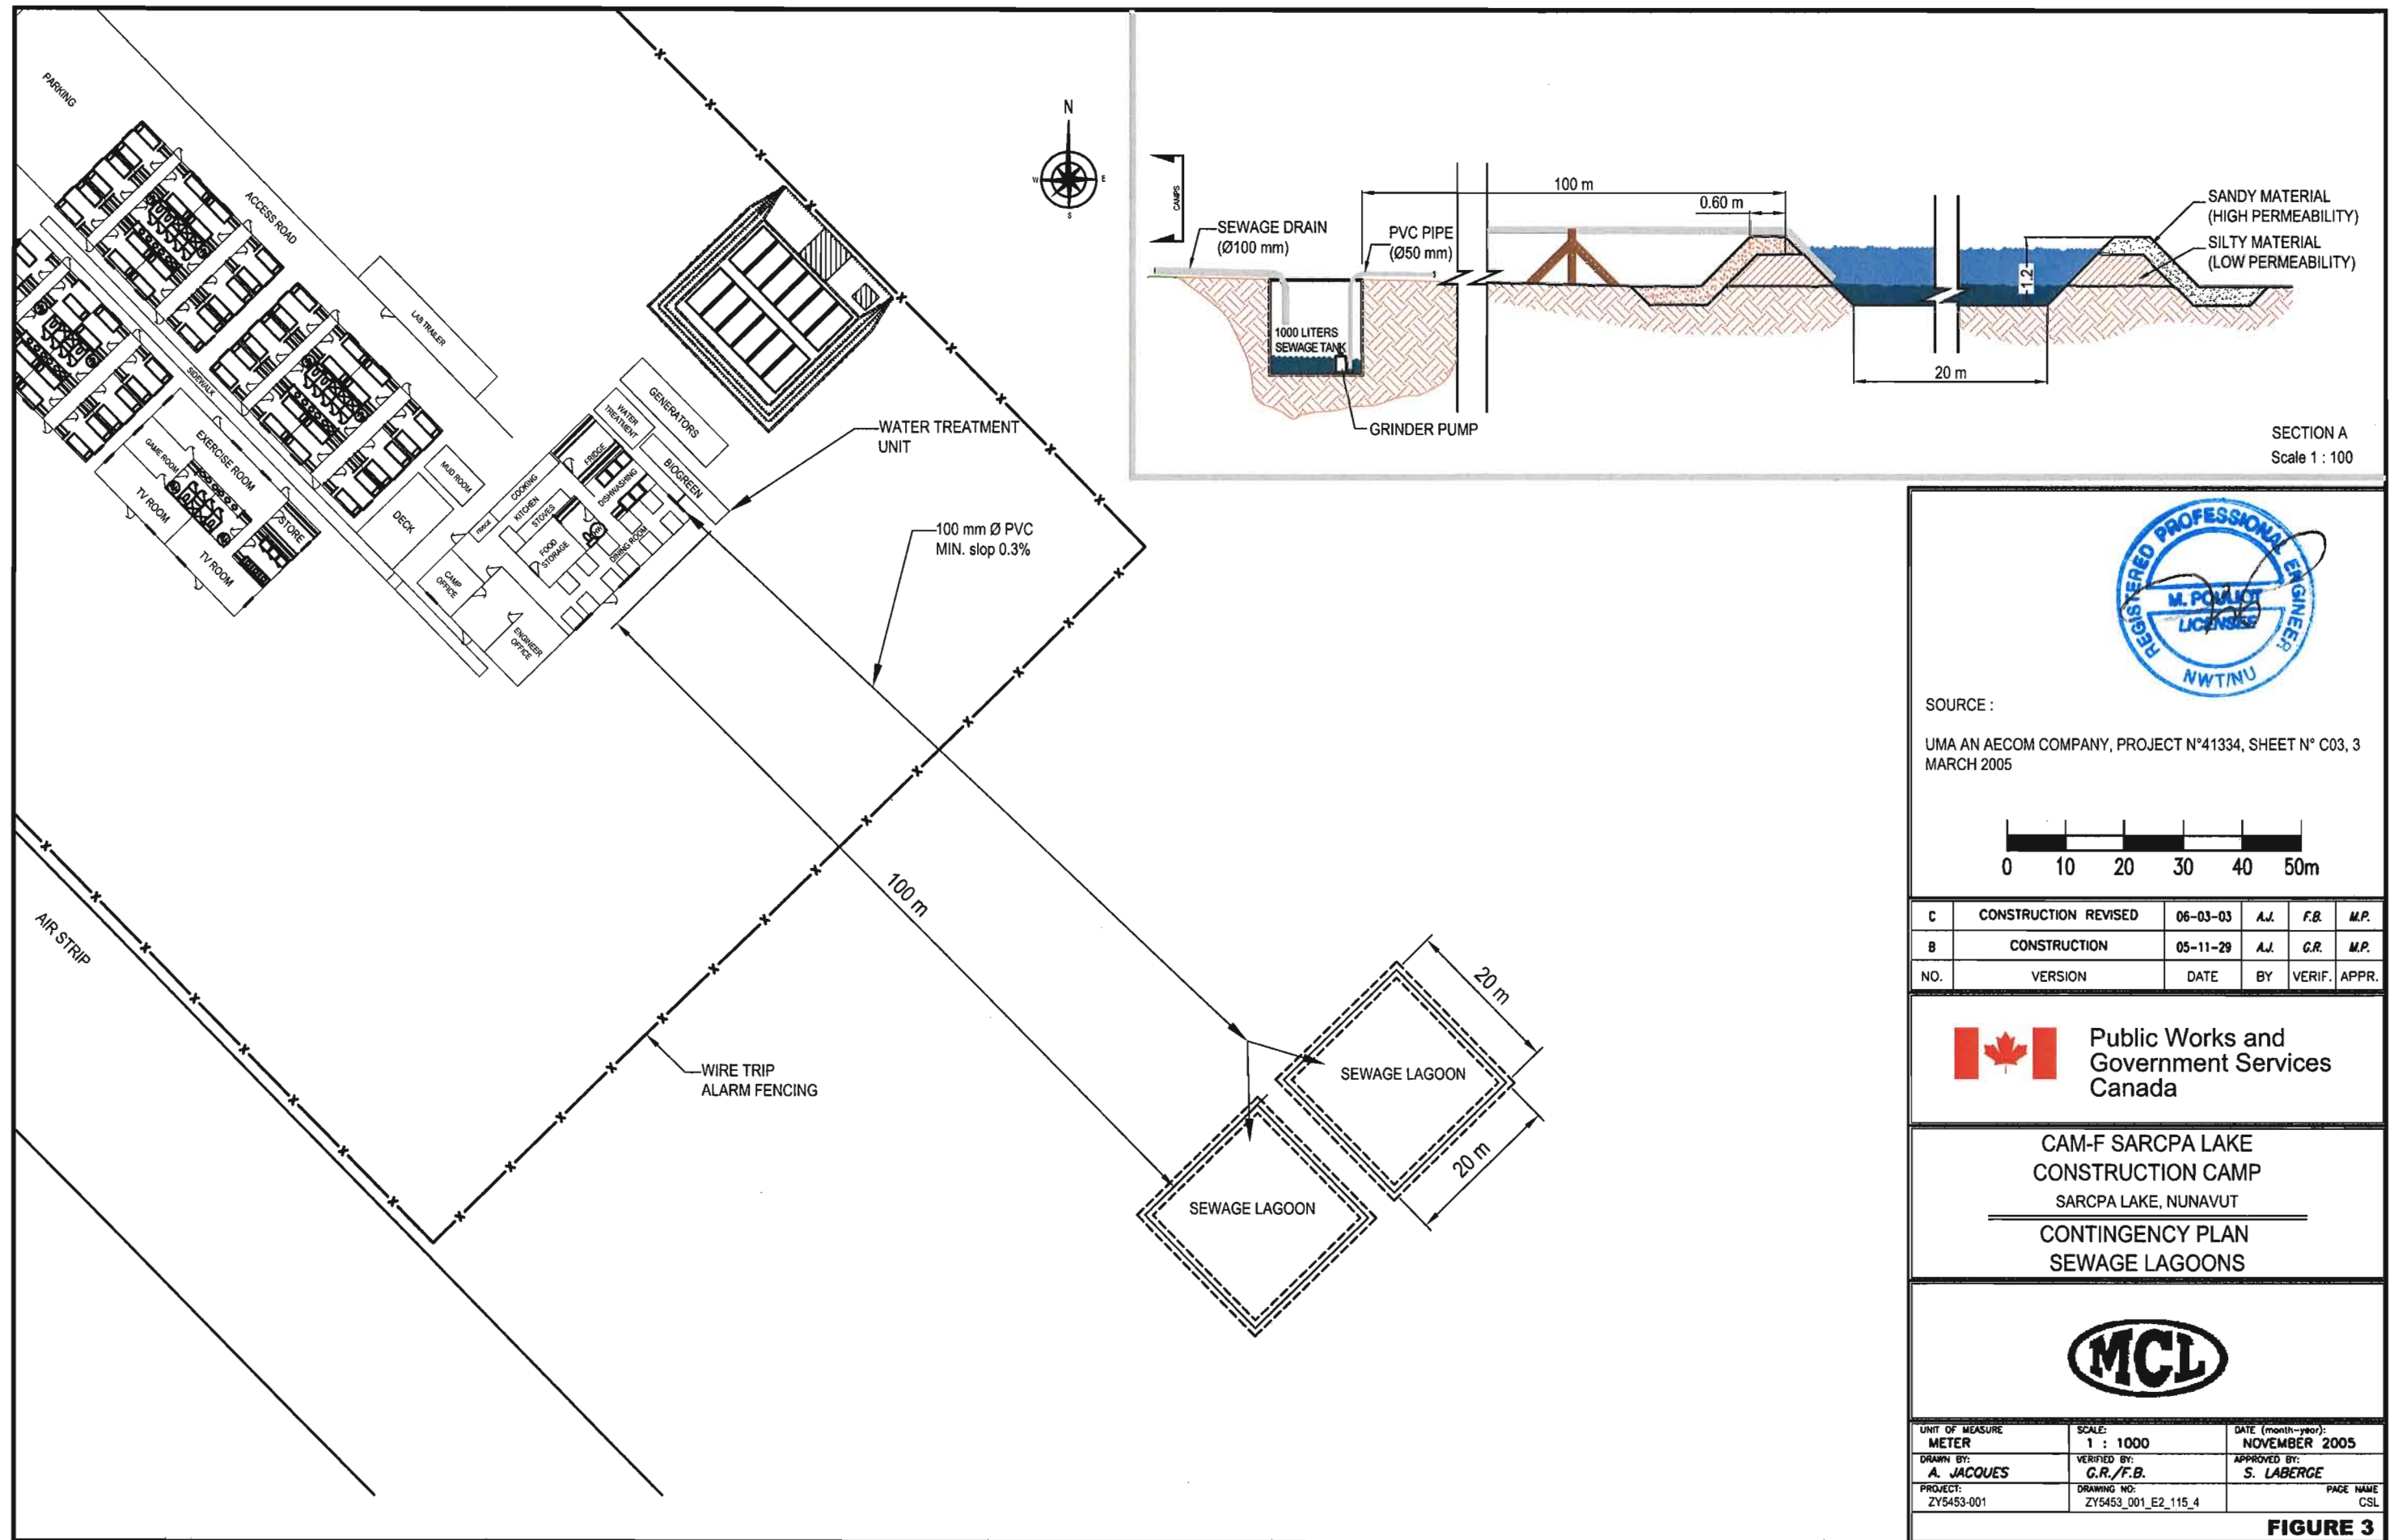 PARKING
ACCESS ROAD
LAB TRAILER
SIDEWALK
GAME ROOM
EXERCISE ROOM
TV ROOM
TV ROOM
STORE
MUD ROOM
DECK
CAMP
OFFICE
ENGINEER
OFFICE
COOKING
KITCHEN
STOVES
FOOD
STORAGE
FRIDGE
FRIDGE
DISHWASHING
DINING ROOM
WATER
TREATMENT
GENERATORS
BIOGREEN
WATER TREATMENT
UNIT
100 mm Ø PVC
MIN. slop 0.3%
100 m
AIR STRIP
WIRE TRIP
ALARM FENCING
SEWAGE LAGOON
SEWAGE LAGOON
20 m
20 m
N
W
E
S
CAMPS
SEWAGE DRAIN
(Ø100 mm)
100 m
0.60 m
PVC PIPE
(Ø50 mm)
1000 LITERS
SEWAGE TANK
GRINDER PUMP
1.2
20 m
SANDY MATERIAL
(HIGH PERMEABILITY)
SILTY MATERIAL
(LOW PERMEABILITY)
SECTION A
Scale 1 : 100
REGISTERED PROFESSIONAL ENGINEER
M. POULIOT
LICENSEE
NWT/NU
SOURCE :
UMA AN AECOM COMPANY, PROJECT N°41334, SHEET N° C03, 3
MARCH 2005
0 10 20 30 40 50m
C CONSTRUCTION REVISED 06-03-03 A.J. F.B. M.P.
B CONSTRUCTION 05-11-29 A.J. G.R. M.P.
NO. VERSION DATE BY VERIF. APPR.
Public Works and
Government Services
Canada
CAM-F SARCPA LAKE
CONSTRUCTION CAMP
SARCPA LAKE, NUNAVUT
CONTINGENCY PLAN
SEWAGE LAGOONS
MCL
UNIT OF MEASURE SCALE: DATE (month-year):
METER 1 : 1000 NOVEMBER 2005
DRAWN BY: VERIFIED BY: APPROVED BY:
A. JACQUES G.R./F.B. S. LABERGE
PROJECT: DRAWING NO: PAGE NAME
ZY5453-001 ZY5453_001_E2_115_4 CSL
FIGURE 3